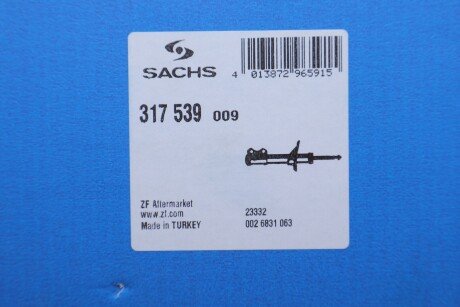 SACHS
4 013872 965915
317 539 009
ZF Aftermarket
www.zf.com
Made in TURKEY
23332
002 6831 063